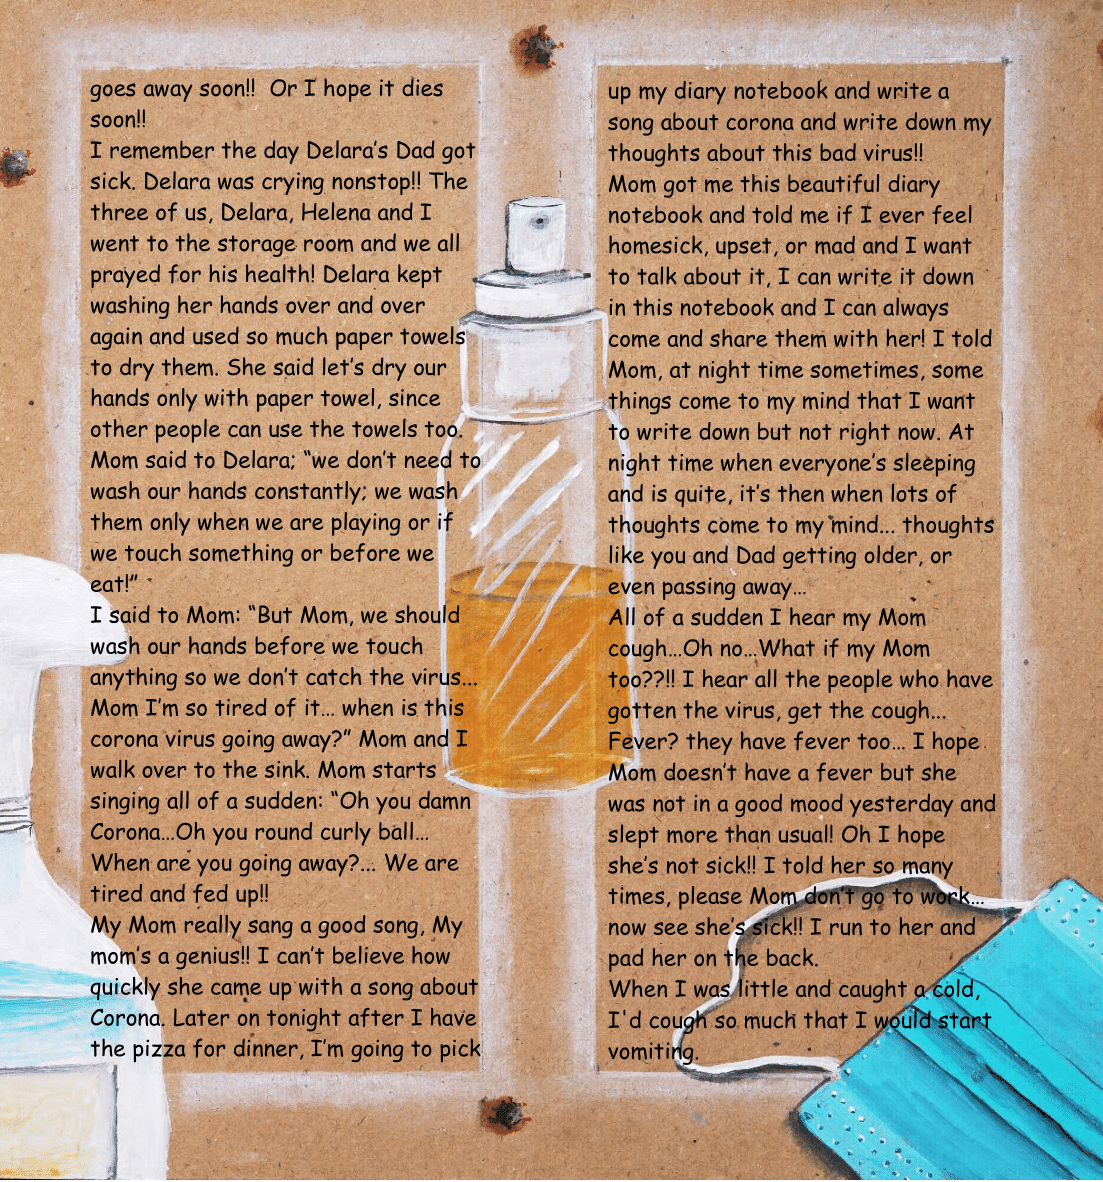 goes away soon!!  Or I hope it dies
soon!!
I remember the day Delara's Dad got
sick. Delara was crying nonstop!! The
three of us, Delara, Helena and I
went to the storage room and we all
prayed for his health! Delara kept
washing her hands over and over
again and used so much paper towels
to dry them. She said let's dry our
hands only with paper towel, since
other people can use the towels too.
Mom said to Delara; “we don't need to
wash our hands constantly; we wash
them only when we are playing or if
we touch something or before we
eat!”
I said to Mom: “But Mom, we should
wash our hands before we touch
anything so we don't catch the virus...
Mom I'm so tired of it... when is this
corona virus going away?” Mom and I
walk over to the sink. Mom starts
singing all of a sudden: “Oh you damn
Corona...Oh you round curly ball...
When are you going away?... We are
tired and fed up!!
My Mom really sang a good song, My
mom's a genius!! I can't believe how
quickly she came up with a song about
Corona. Later on tonight after I have
the pizza for dinner, I'm going to pick
up my diary notebook and write a
song about corona and write down my
thoughts about this bad virus!!
Mom got me this beautiful diary
notebook and told me if I ever feel
homesick, upset, or mad and I want
to talk about it, I can write it down
in this notebook and I can always
come and share them with her! I told
Mom, at night time sometimes, some
things come to my mind that I want
to write down but not right now. At
night time when everyone's sleeping
and is quite, it's then when lots of
thoughts come to my mind... thoughts
like you and Dad getting older, or
even passing away...
All of a sudden I hear my Mom
cough...Oh no...What if my Mom
too??!! I hear all the people who have
gotten the virus, get the cough...
Fever? they have fever too... I hope
Mom doesn't have a fever but she
was not in a good mood yesterday and
slept more than usual! Oh I hope
she's not sick!! I told her so many
times, please Mom don't go to work...
now see she's sick!! I run to her and
pad her on the back.
When I was little and caught a cold,
I'd cough so much that I would start
vomiting.